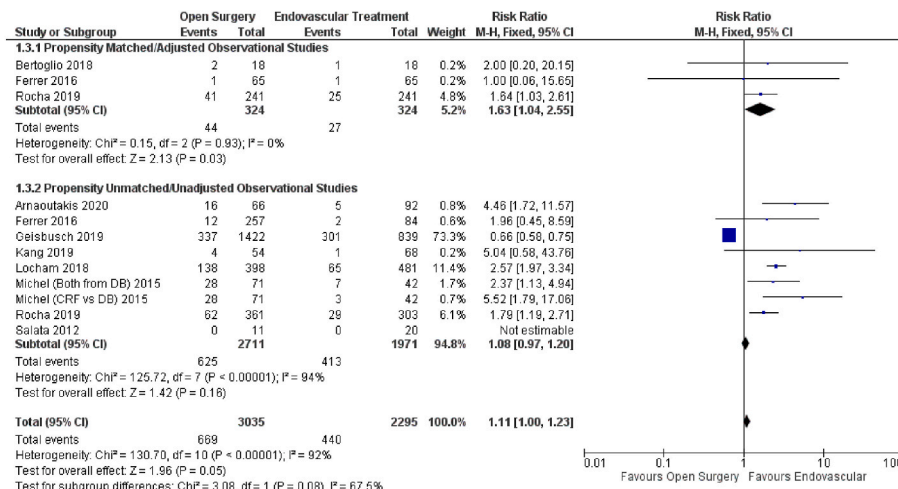 Open Surgery Endovascular Treatment Risk Ratio Risk Ratio
Study or Subgroup Events Total Events Total Weight M-H, Fixed, 95% CI M-H, Fixed, 95% CI
1.3.1 Propensity Matched/Adjusted Observational Studies
Bertoglio 2018 2 18 1 18 0.2% 2.00 [0.20, 20.15]
Ferrer 2016 1 65 1 65 0.2% 1.00 [0.06, 15.65]
Rocha 2019 41 241 25 241 4.8% 1.64 [1.03, 2.61]
Subtotal (95% CI) 324 324 5.2% 1.63 [1.04, 2.55]
Total events 44 27
Heterogeneity: Chi² = 0.15, df = 2 (P = 0.93); I² = 0%
Test for overall effect: Z = 2.13 (P = 0.03)
1.3.2 Propensity Unmatched/Unadjusted Observational Studies
Arnaoutakis 2020 16 66 5 92 0.8% 4.46 [1.72, 11.57]
Ferrer 2016 12 257 2 84 0.6% 1.96 [0.45, 8.59]
Geisbusch 2019 337 1422 301 839 73.3% 0.66 [0.58, 0.75]
Kang 2019 4 54 1 68 0.2% 5.04 [0.58, 43.76]
Locham 2018 138 398 65 481 11.4% 2.57 [1.97, 3.34]
Michel (Both from DB) 2015 28 71 7 42 1.7% 2.37 [1.13, 4.94]
Michel (CRF vs DB) 2015 28 71 3 42 0.7% 5.52 [1.79, 17.06]
Rocha 2019 62 361 29 303 6.1% 1.79 [1.19, 2.71]
Salata 2012 0 11 0 20 Not estimable
Subtotal (95% CI) 2711 1971 94.8% 1.08 [0.97, 1.20]
Total events 625 413
Heterogeneity: Chi² = 125.72, df = 7 (P < 0.00001); I² = 94%
Test for overall effect: Z = 1.42 (P = 0.16)
Total (95% CI) 3035 2295 100.0% 1.11 [1.00, 1.23]
Total events 669 440
Heterogeneity: Chi² = 130.70, df = 10 (P < 0.00001); I² = 92%
Test for overall effect: Z = 1.96 (P = 0.05)
Test for subgroup differences: Chi² = 3.08, df = 1 (P = 0.08), I² = 67.5%
0.01 0.1 1 10 100
Favours Open Surgery Favours Endovascular